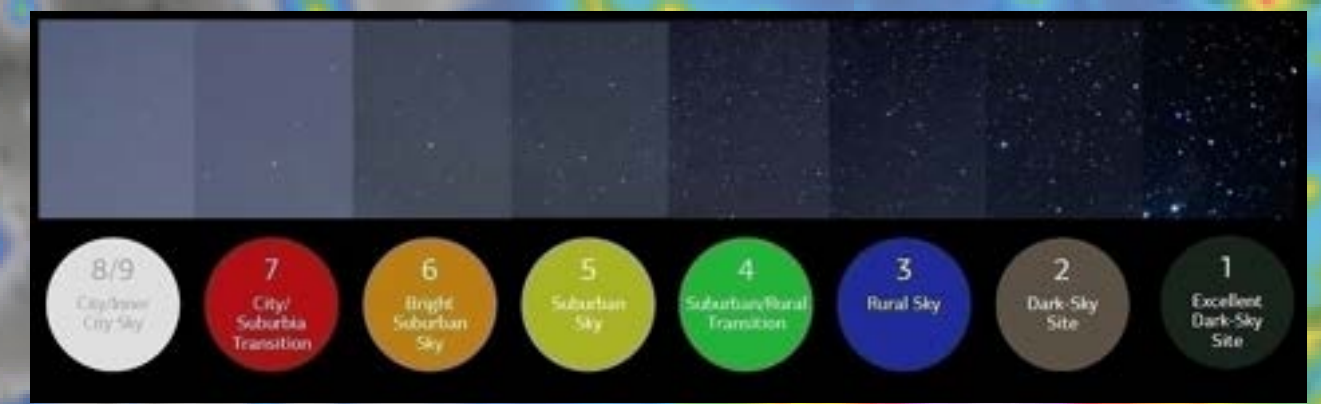 8/9
City/Inner
City Sky
7
City/
Suburbia
Transition
6
Bright
Suburban
Sky
5
Suburban
Sky
4
Suburban/Rural
Transition
3
Rural Sky
2
Dark-Sky
Site
1
Excellent
Dark-Sky
Site